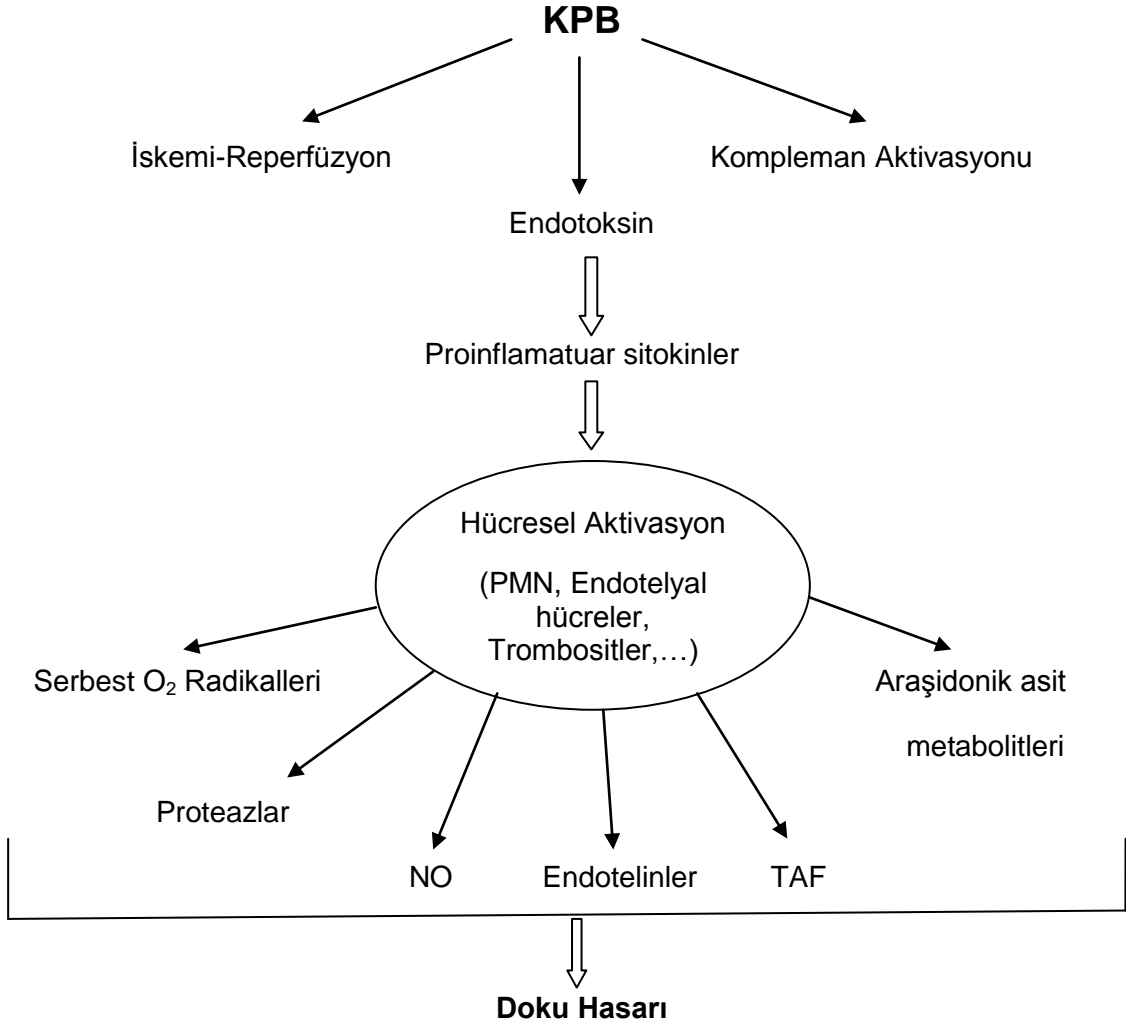 KPB
İskemi-Reperfüzyon
Kompleman Aktivasyonu
Endotoksin
Proinflamatuar sitokinler
Hücresel Aktivasyon
(PMN, Endotelyal
hücreler,
Trombositler,…)
Serbest O₂ Radikalleri
Araşidonik asit
metabolitleri
Proteazlar
NO
Endotelinler
TAF
Doku Hasarı